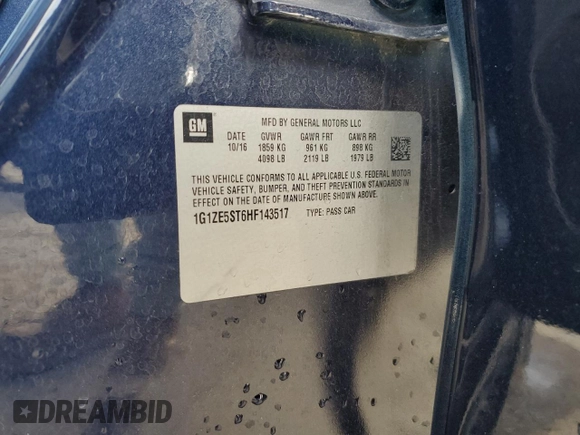 GM
MFD BY GENERAL MOTORS LLC
DATE GVWR GAWR FRT GAWR RR
10/16 1859 KG 961 KG 898 KG
4098 LB 2119 LB 1979 LB
THIS VEHICLE CONFORMS TO ALL APPLICABLE U.S. FEDERAL MOTOR
VEHICLE SAFETY, BUMPER, AND THEFT PREVENTION STANDARDS IN
EFFECT ON THE DATE OF MANUFACTURE SHOWN ABOVE.
1G1ZE5ST6HF143517 TYPE: PASS CAR
DREAMBID